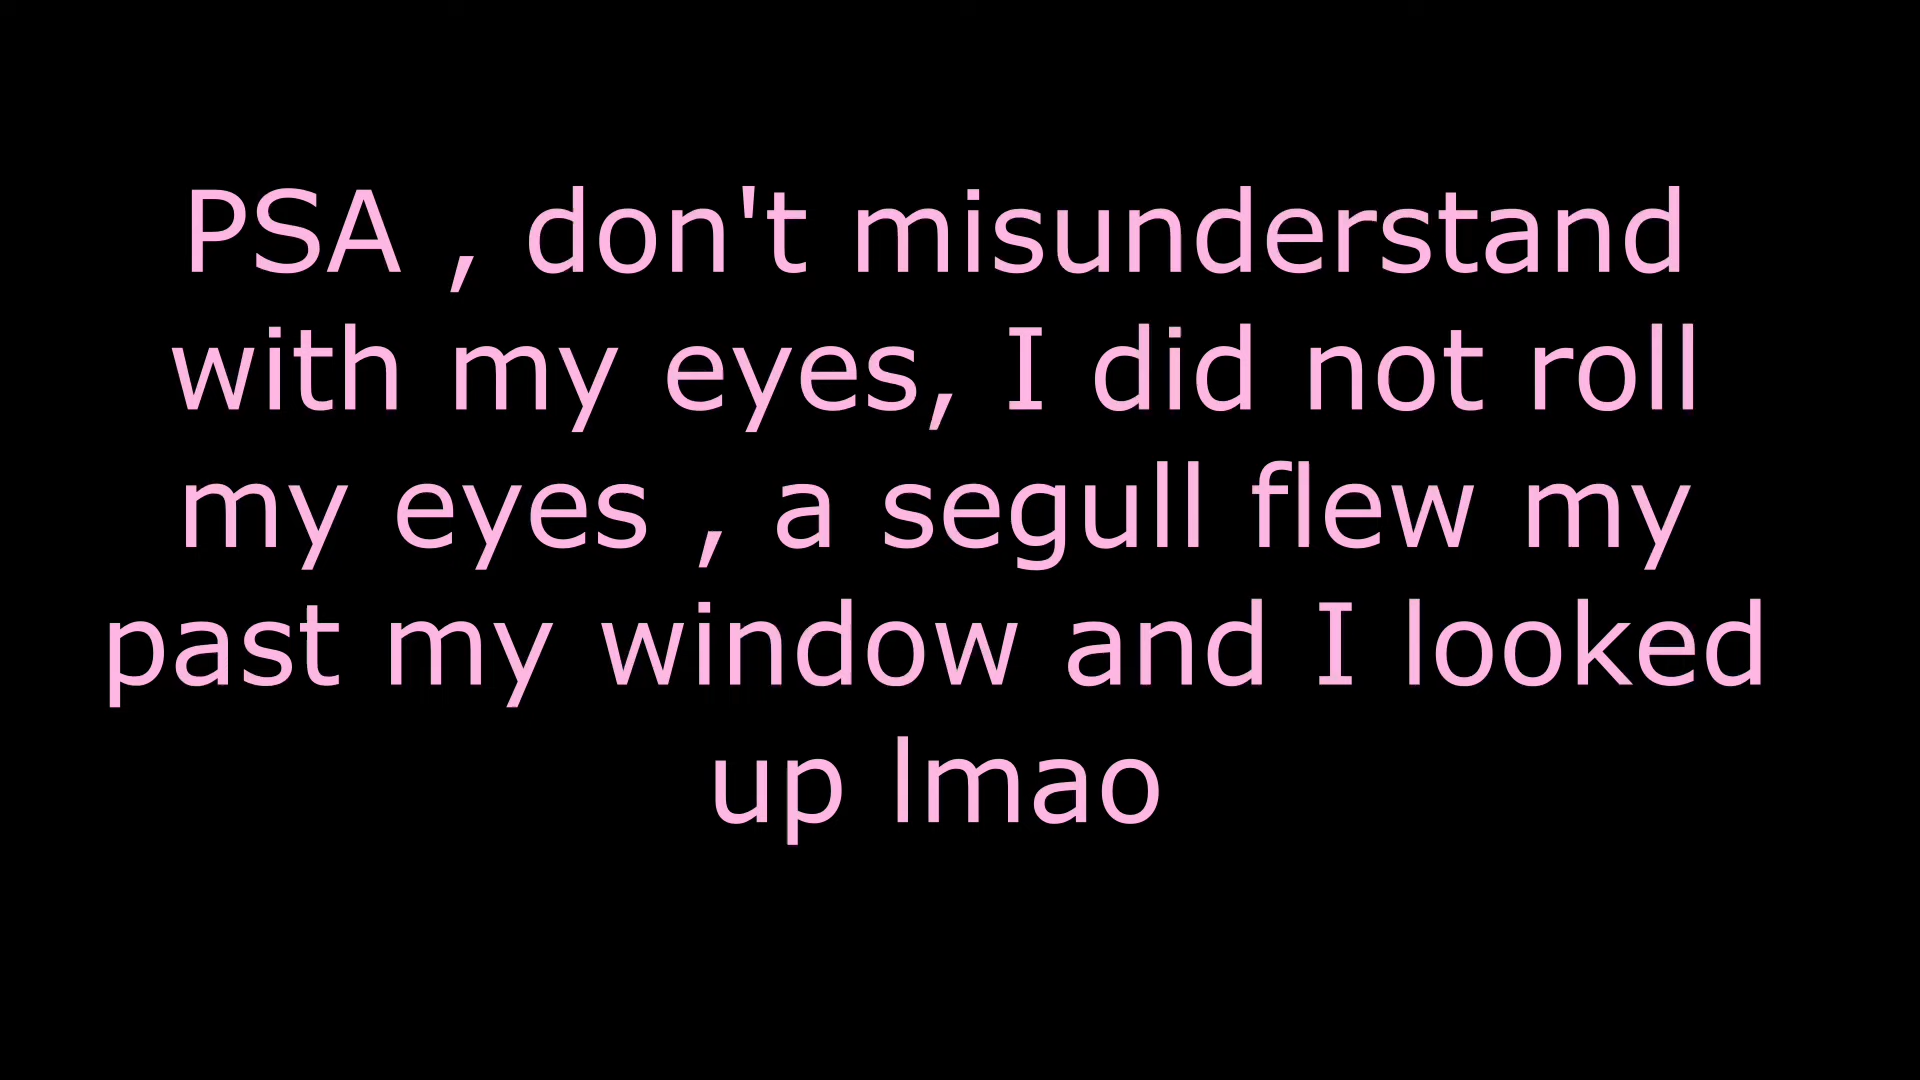 PSA , don't misunderstand
with my eyes, I did not roll
my eyes , a segull flew my
past my window and I looked
up lmao